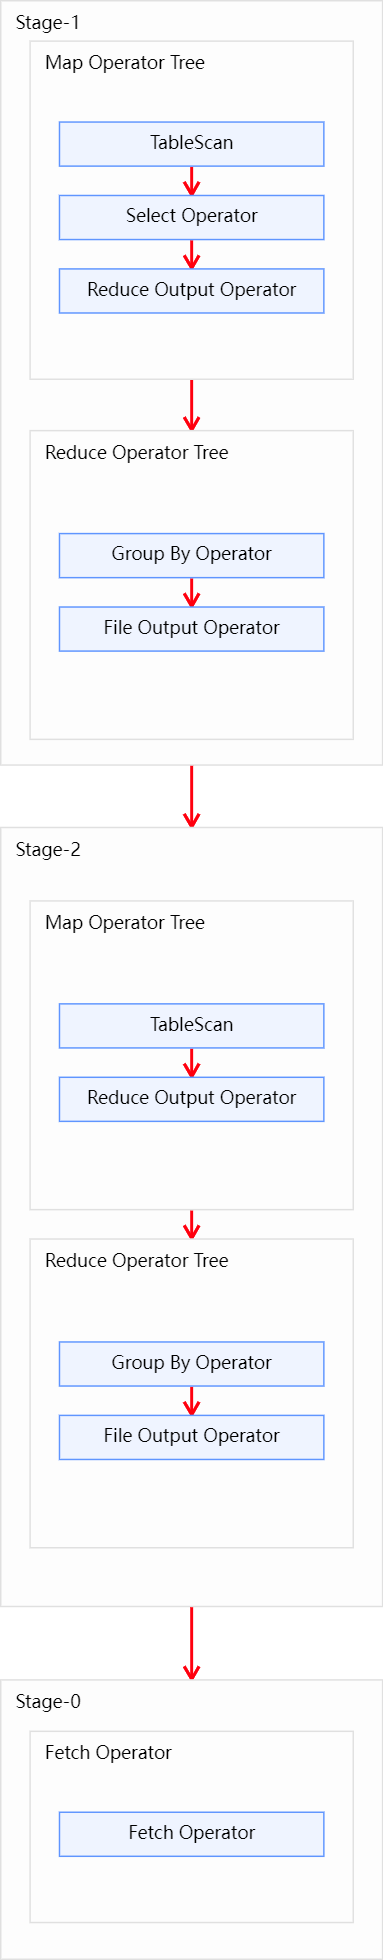 Stage-1
Map Operator Tree
TableScan
Select Operator
Reduce Output Operator
Reduce Operator Tree
Group By Operator
File Output Operator
Stage-2
Map Operator Tree
TableScan
Reduce Output Operator
Reduce Operator Tree
Group By Operator
File Output Operator
Stage-0
Fetch Operator
Fetch Operator